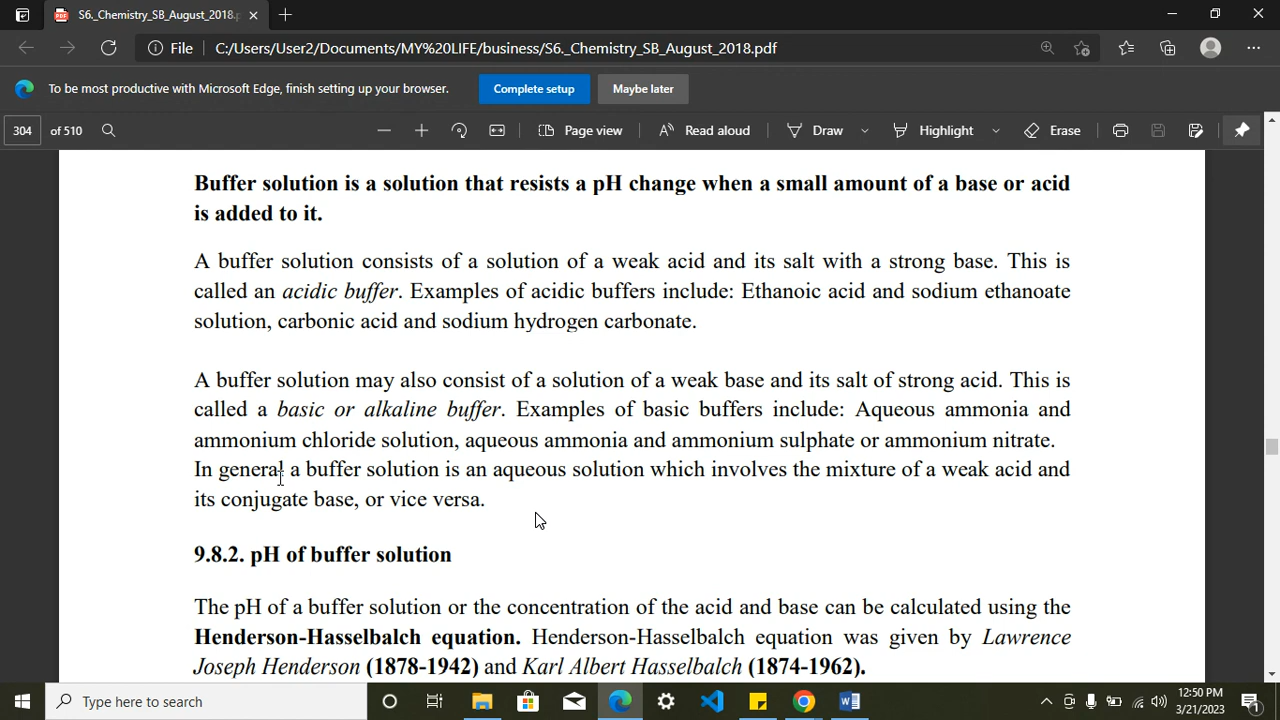 S6._Chemistry_SB_August_2018.p
File C:/Users/User2/Documents/MY%20LIFE/business/S6._Chemistry_SB_August_2018.pdf
To be most productive with Microsoft Edge, finish setting up your browser. Complete setup Maybe later
304 of 510 Page view Read aloud Draw Highlight Erase
Buffer solution is a solution that resists a pH change when a small amount of a base or acid
is added to it.
A buffer solution consists of a solution of a weak acid and its salt with a strong base. This is
called an acidic buffer. Examples of acidic buffers include: Ethanoic acid and sodium ethanoate
solution, carbonic acid and sodium hydrogen carbonate.
A buffer solution may also consist of a solution of a weak base and its salt of strong acid. This is
called a basic or alkaline buffer. Examples of basic buffers include: Aqueous ammonia and
ammonium chloride solution, aqueous ammonia and ammonium sulphate or ammonium nitrate.
In general a buffer solution is an aqueous solution which involves the mixture of a weak acid and
its conjugate base, or vice versa.
9.8.2. pH of buffer solution
The pH of a buffer solution or the concentration of the acid and base can be calculated using the
Henderson-Hasselbalch equation. Henderson-Hasselbalch equation was given by Lawrence
Joseph Henderson (1878-1942) and Karl Albert Hasselbalch (1874-1962).
Type here to search
12:50 PM
3/21/2023
1